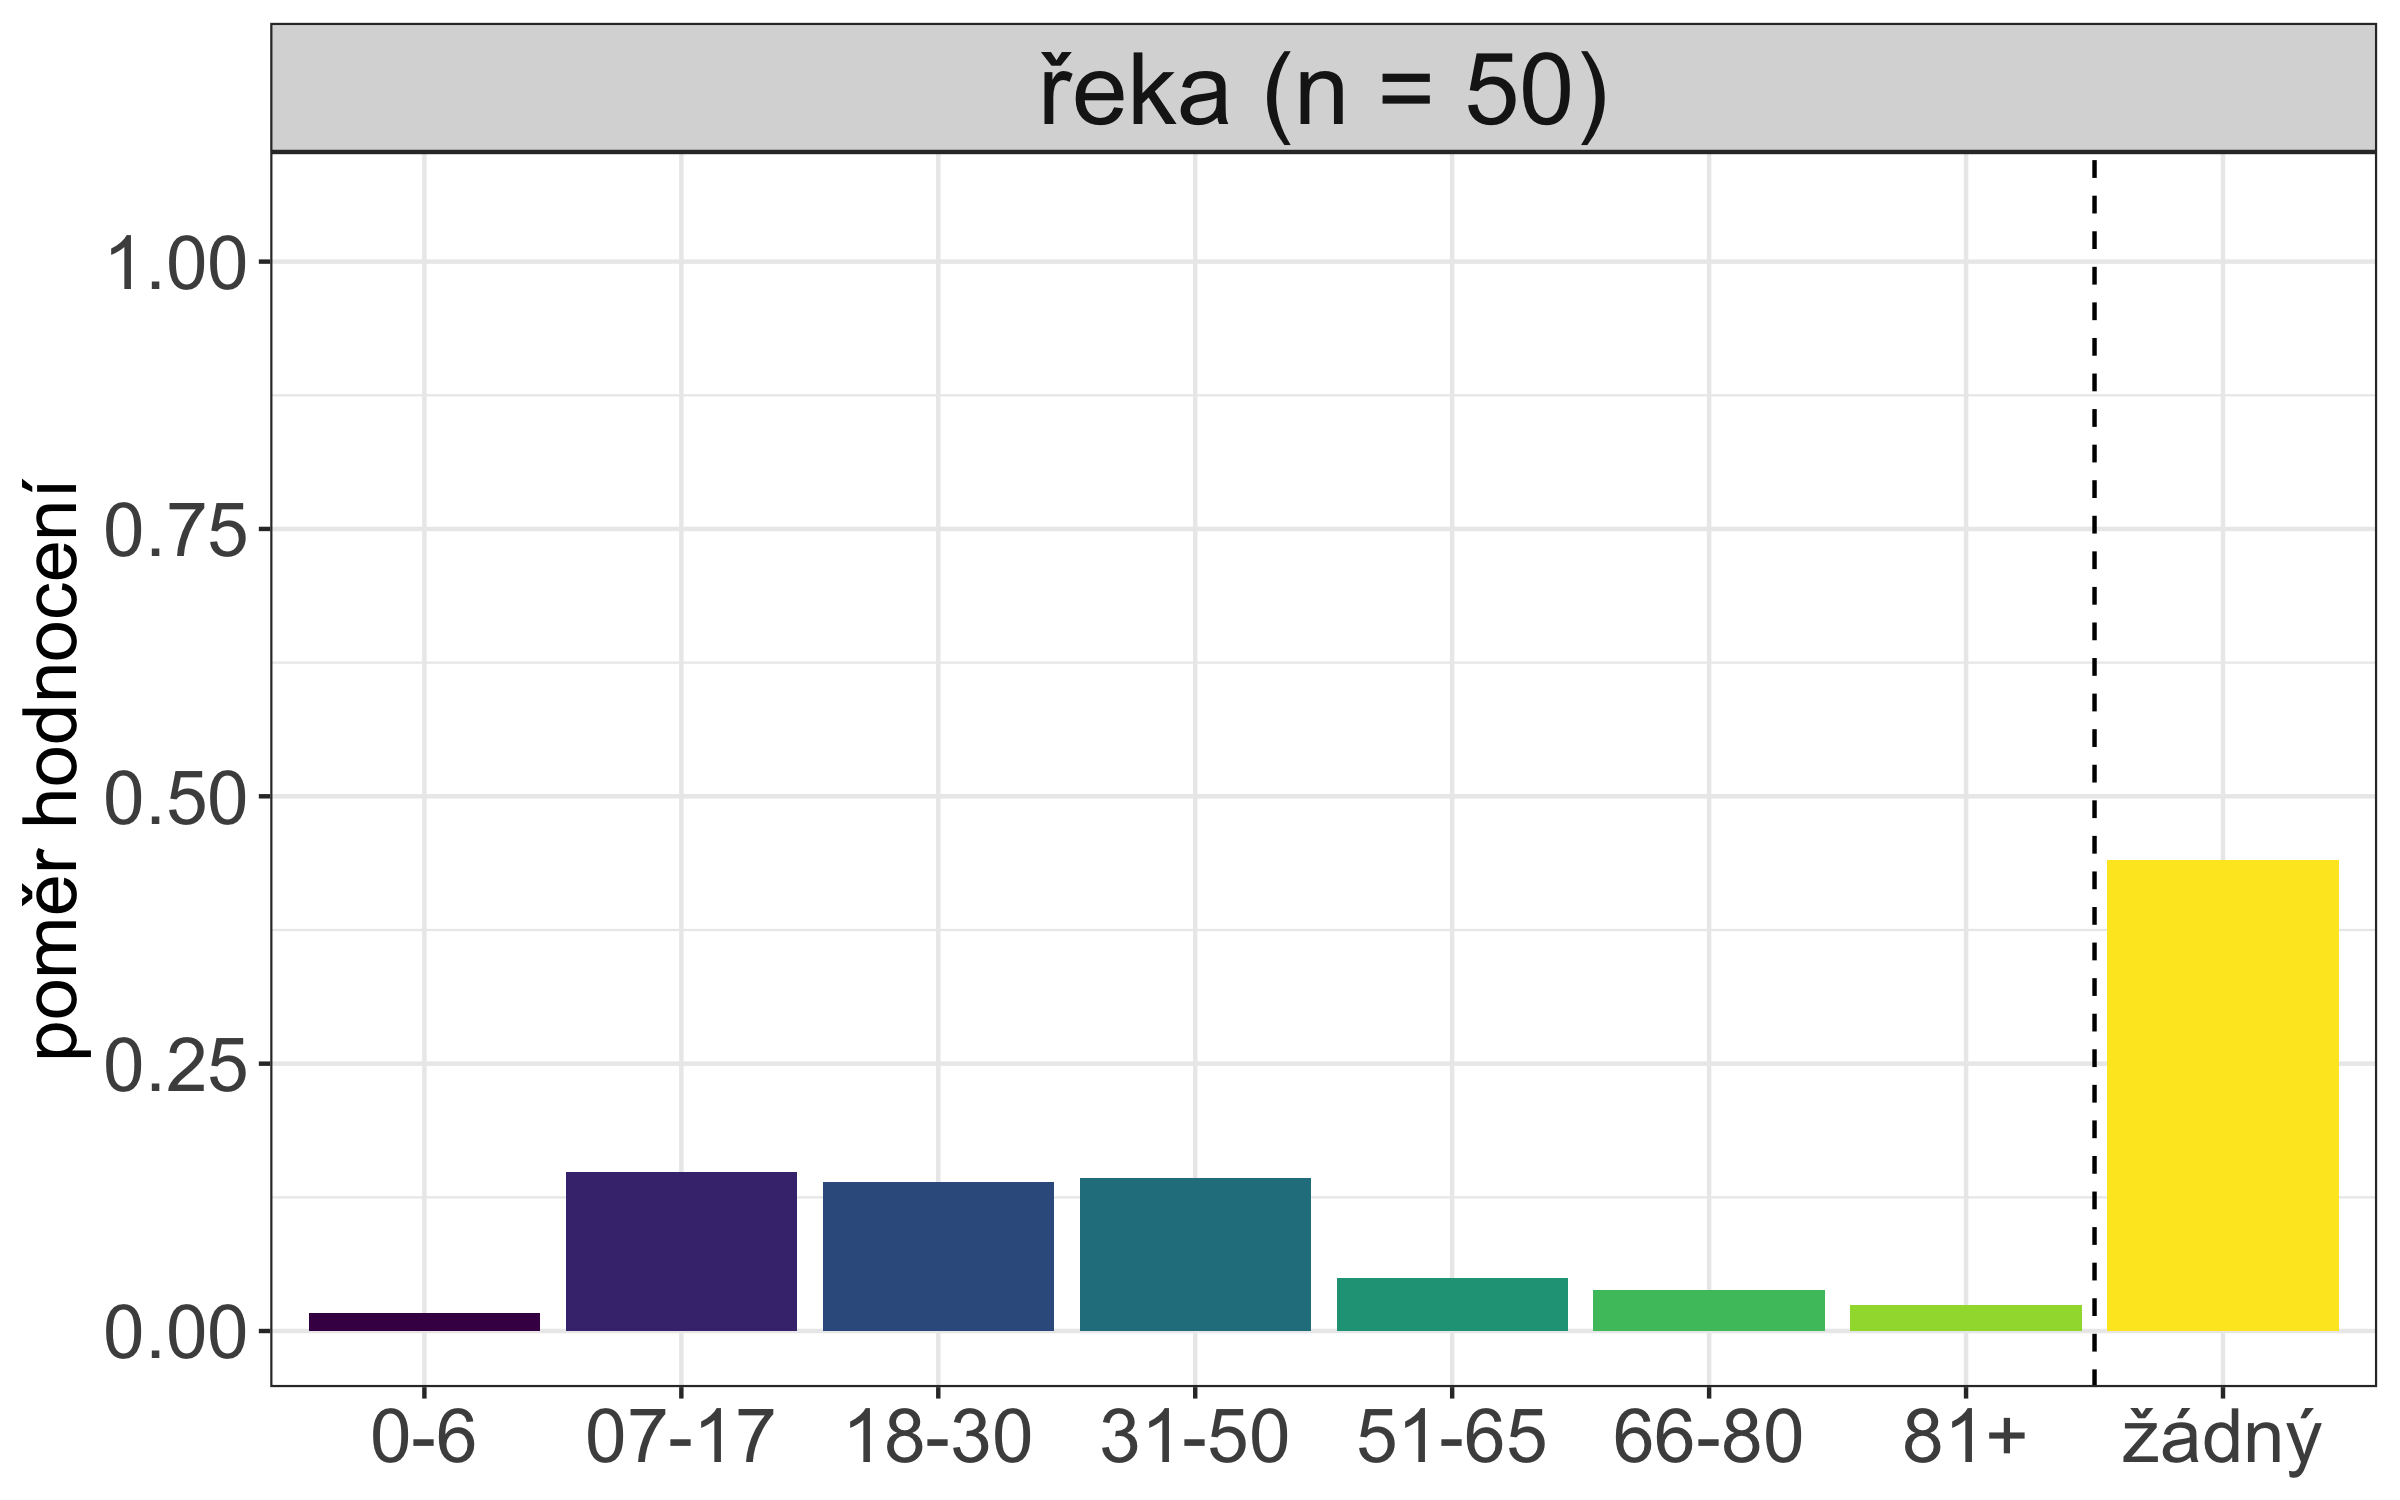 řeka (n = 50)
poměr hodnocení
1.00
0.75
0.50
0.25
0.00
0-6 07-17 18-30 31-50 51-65 66-80 81+ žádný